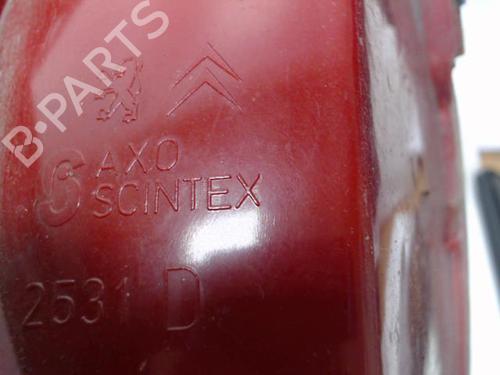 B-PARTS
AXO
SCINTEX
2531 D